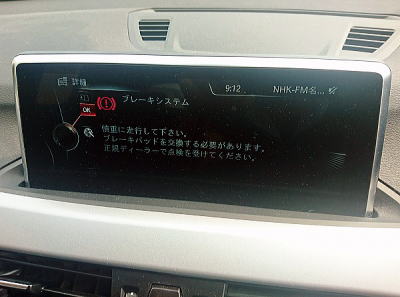 詳細
9:12
NHK-FM名...
ブレーキシステム
OK
慎重に走行して下さい。
ブレーキパッドを交換する必要があります。
正規ディーラーで点検を受けてください。